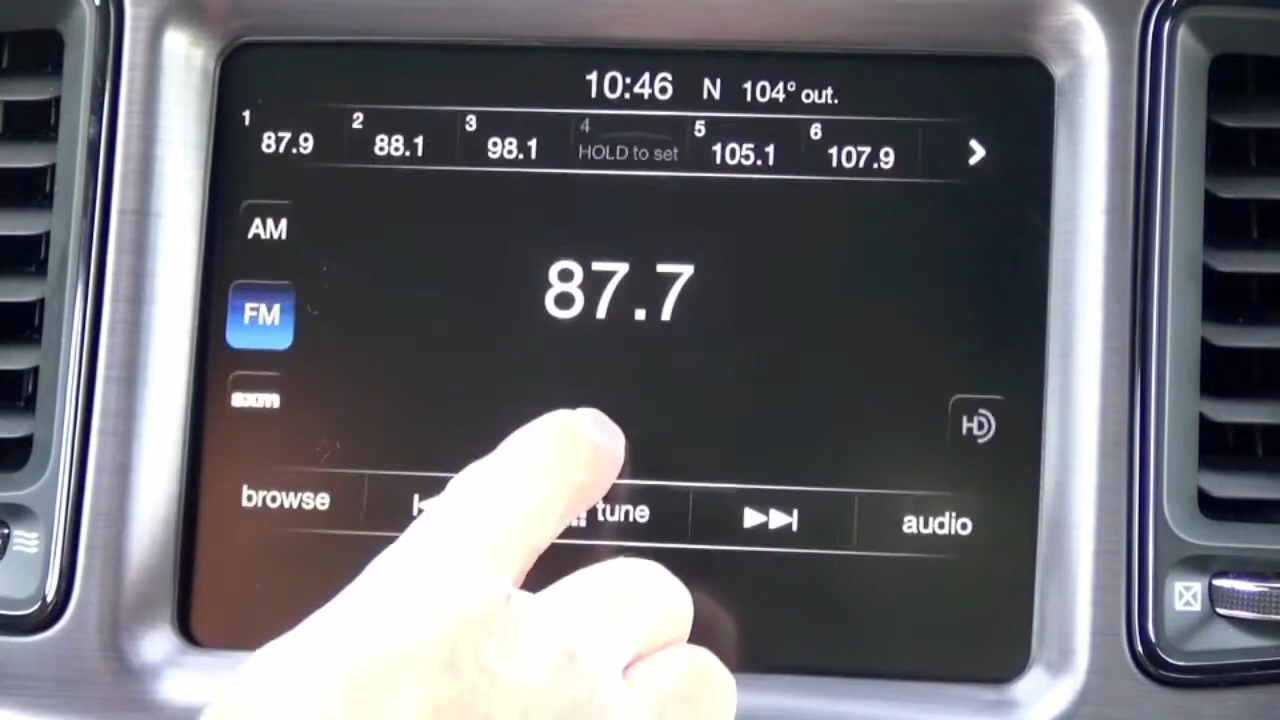 10:46 N 104° out.
1 87.9 2 88.1 3 98.1 4 HOLD to set 5 105.1 6 107.9
AM
87.7
FM
sxm
HD
browse tune audio